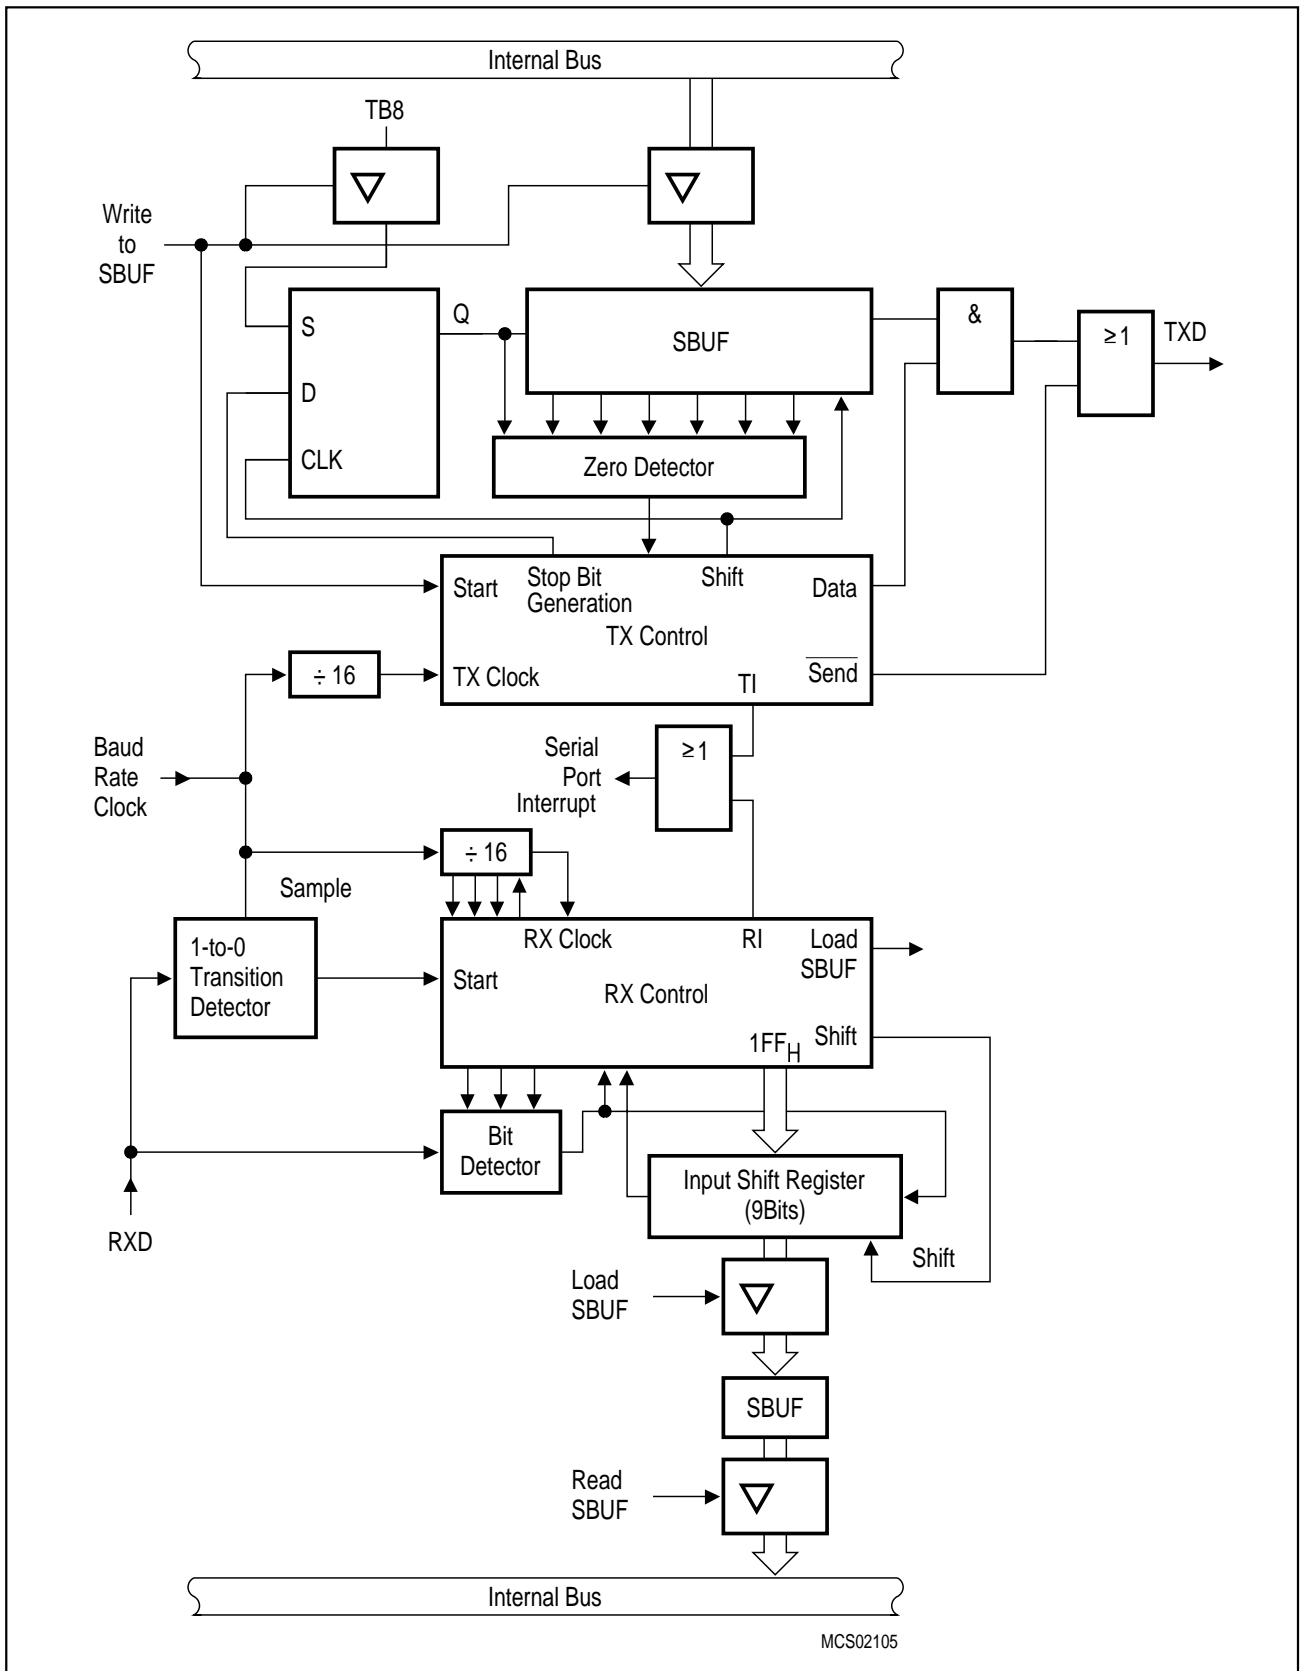 Internal Bus
TB8
Write
to
SBUF
S
Q
D
CLK
SBUF
&
≥1
TXD
Zero Detector
Start
Stop Bit
Generation
Shift
Data
TX Control
÷ 16
TX Clock
Send
TI
Baud
Rate
Clock
Serial
Port
Interrupt
≥1
÷ 16
Sample
1-to-0
Transition
Detector
RX Clock
RI
Load
SBUF
Start
RX Control
1FFH
Shift
Bit
Detector
Input Shift Register
(9Bits)
RXD
Shift
Load
SBUF
SBUF
Read
SBUF
Internal Bus
MCS02105